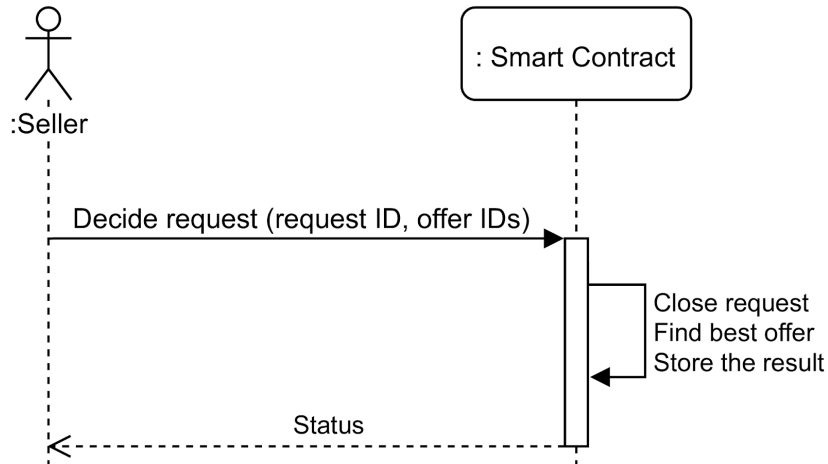 : Smart Contract
:Seller
Decide request (request ID, offer IDs)
Close request
Find best offer
Store the result
Status